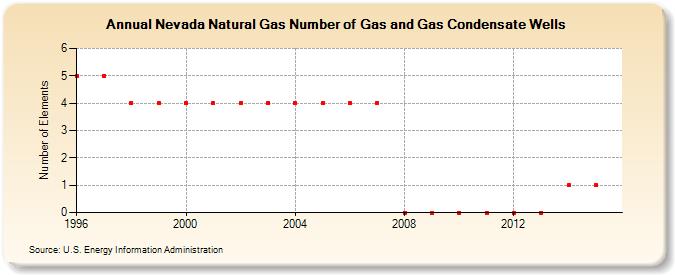 Annual Nevada Natural Gas Number of Gas and Gas Condensate Wells
Number of Elements
6
5
4
3
2
1
0
1996 2000 2004 2008 2012
Source: U.S. Energy Information Administration